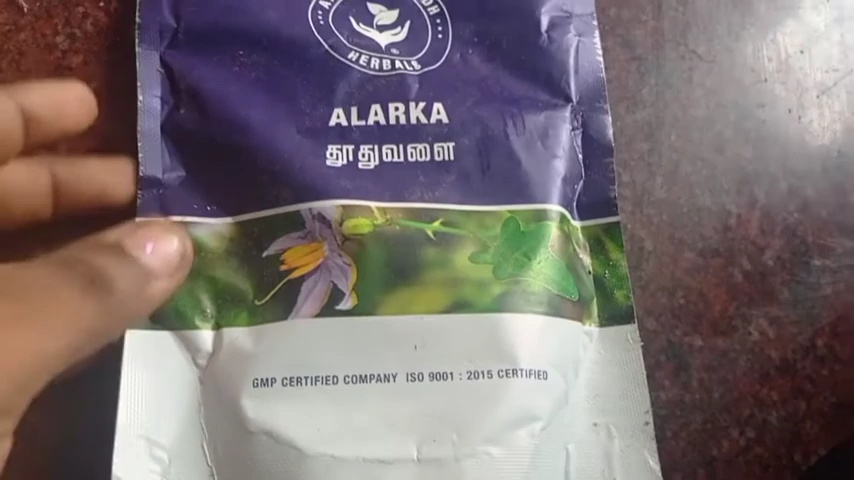 HERBALS
ALARKA
தூதுவளை
GMP CERTIFIED COMPANY ISO 9001 : 2015 CERTIFIED